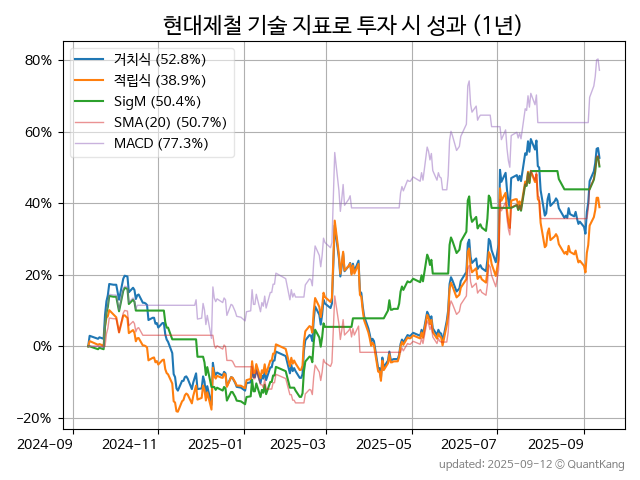 현대제철 기술 지표로 투자 시 성과 (1년)
거치식 (52.8%)
적립식 (38.9%)
SigM (50.4%)
SMA(20) (50.7%)
MACD (77.3%)
80%
60%
40%
20%
0%
−20%
2024-09 2024-11 2025-01 2025-03 2025-05 2025-07 2025-09
updated: 2025-09-12 © QuantKang